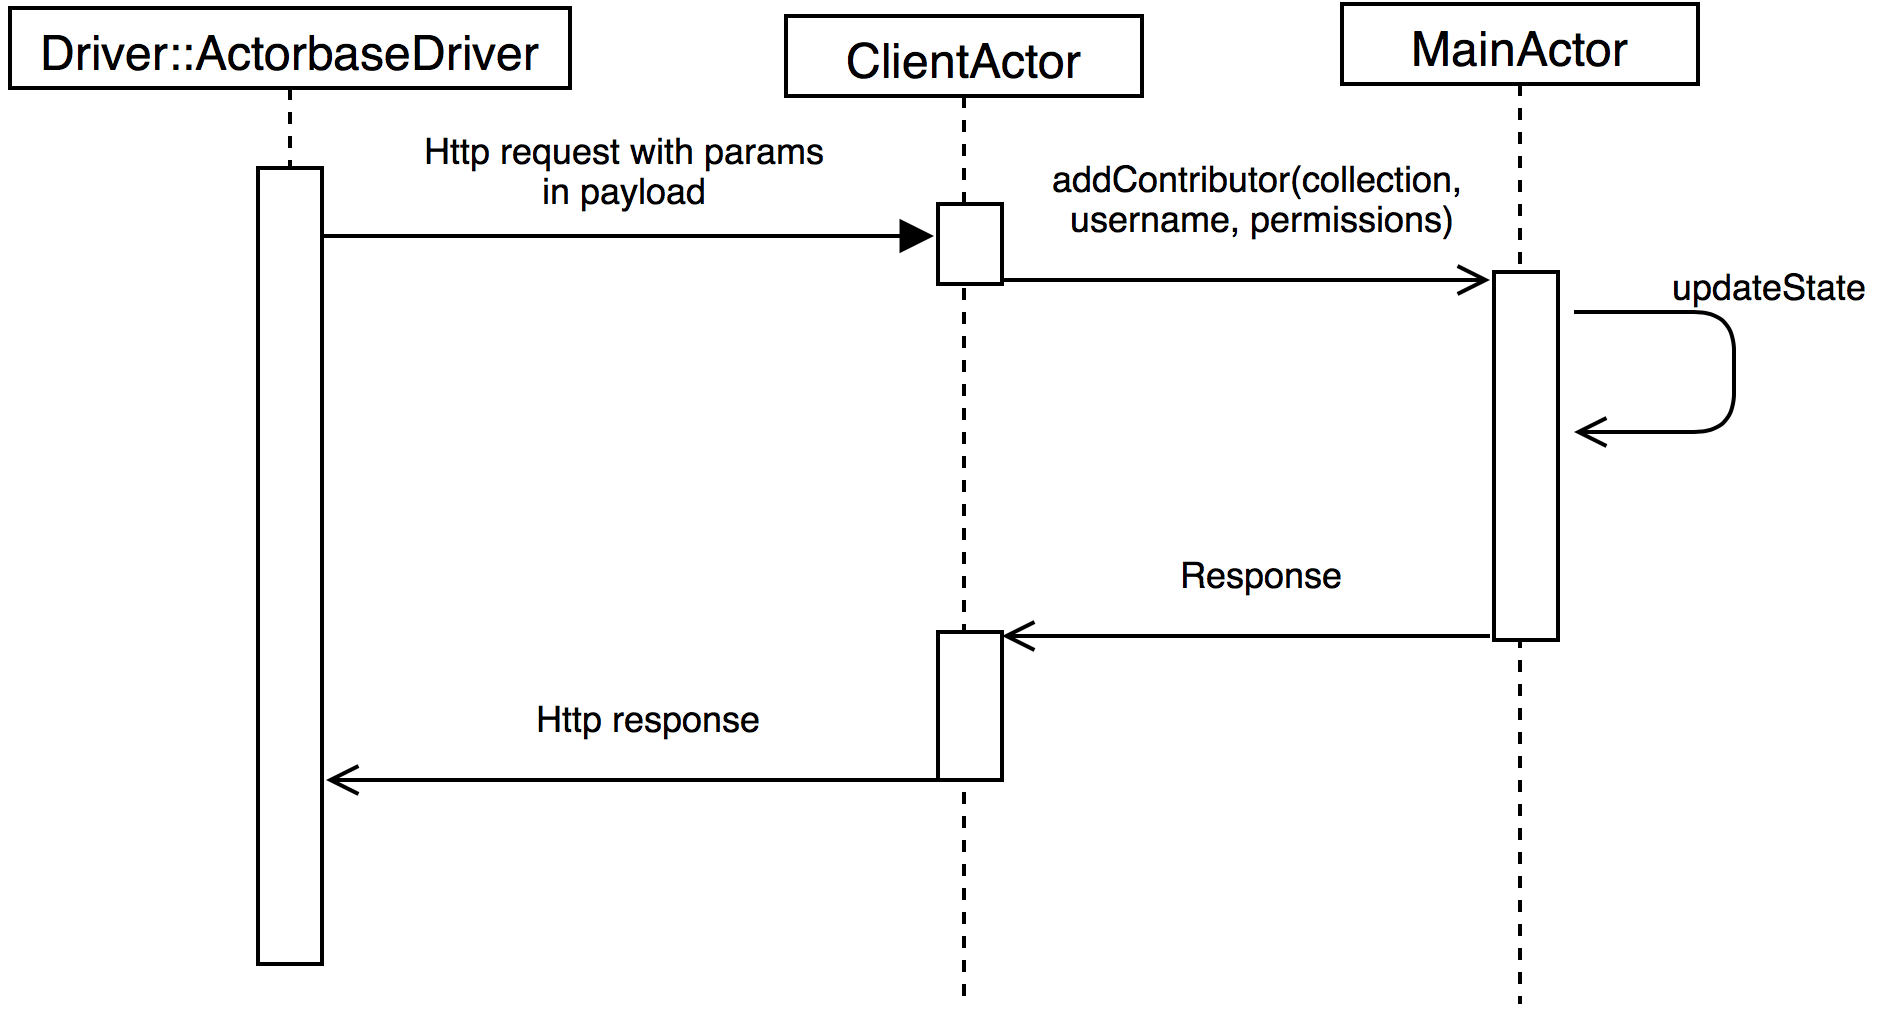 Driver::ActorbaseDriver
ClientActor
MainActor
Http request with params
in payload
addContributor(collection,
username, permissions)
updateState
Response
Http response